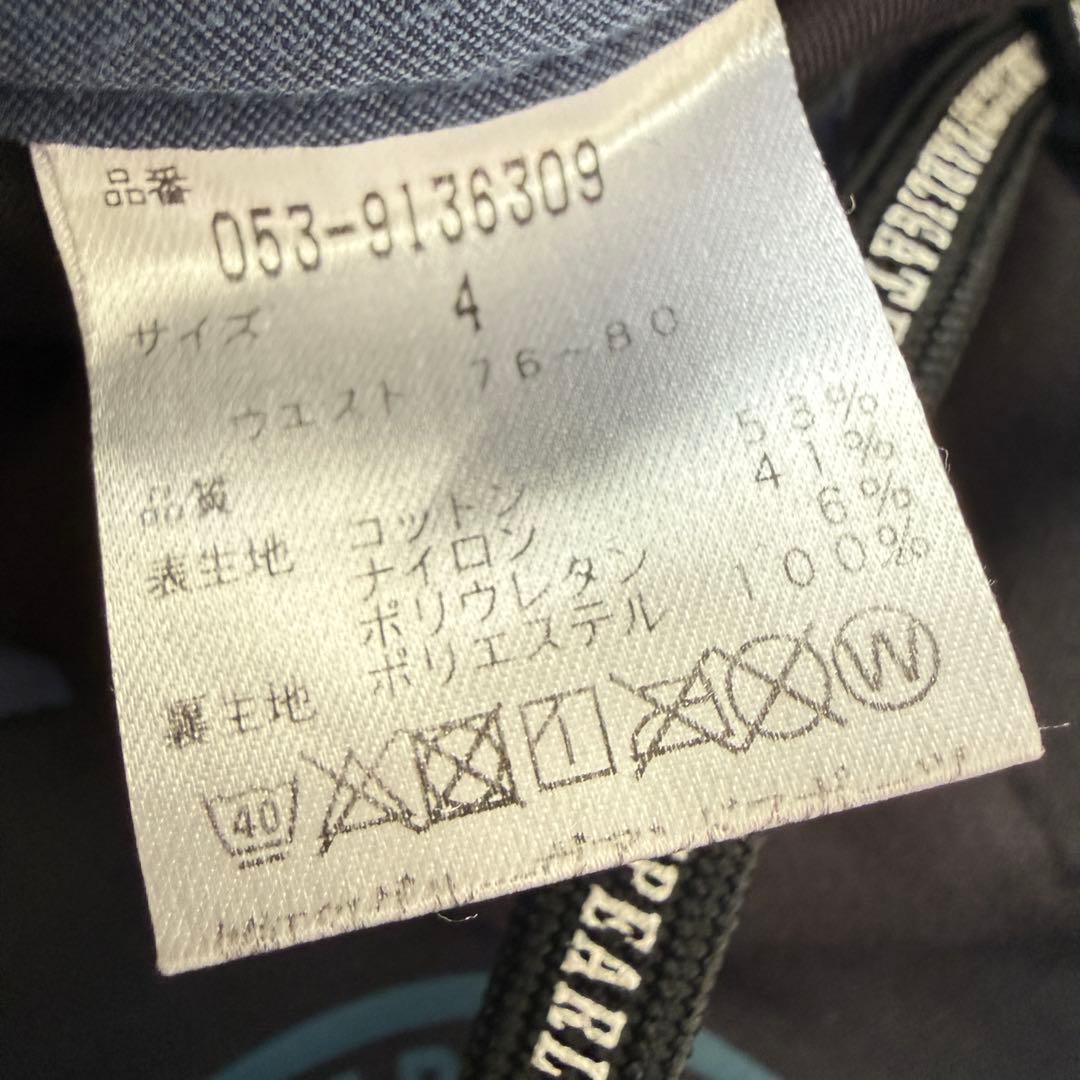 品番
053-9136309
サイズ 4
ウエスト 76~80
品質
表生地 コットン 53%
ナイロン 41%
ポリウレタン 6%
裏生地 ポリエステル 100%
40
W
PEARL